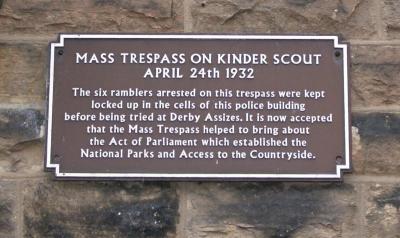 MASS TRESPASS ON KINDER SCOUT
APRIL 24th 1932
The six ramblers arrested on this trespass were kept
locked up in the cells of this police building
before being tried at Derby Assizes. It is now accepted
that the Mass Trespass helped to bring about
the Act of Parliament which established the
National Parks and Access to the Countryside.